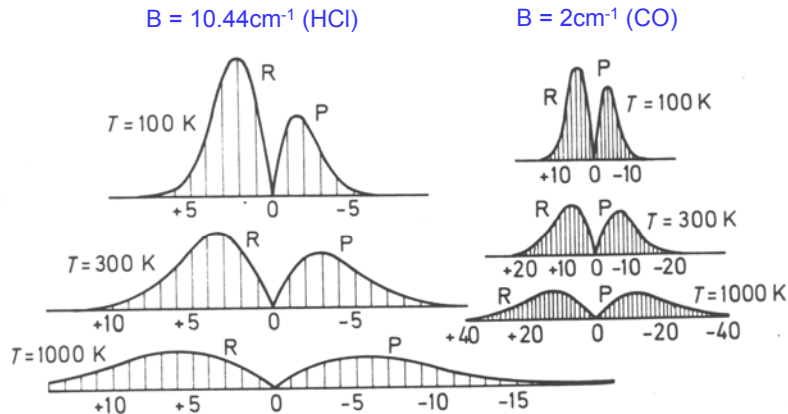 B = 10.44cm⁻¹ (HCl)
B = 2cm⁻¹ (CO)
R
P
T = 100 K
+5 0 -5
R
P
T = 300 K
+10 +5 0 -5
T = 1000 K
R
P
+10 +5 0 -5 -10 -15
R
P
T = 100 K
+10 0 -10
R
P
T = 300 K
+20 +10 0 -10 -20
R
P
T = 1000 K
+40 +20 0 -20 -40